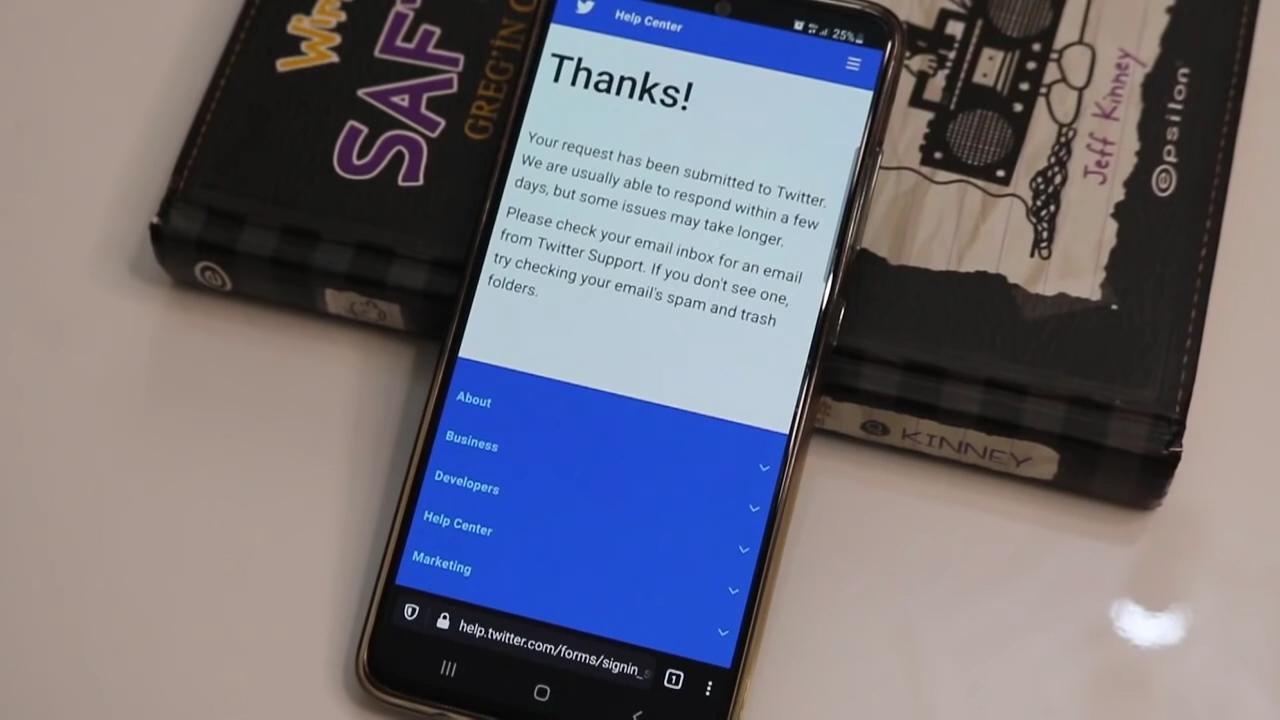 Help Center
25%
Thanks!
Your request has been submitted to Twitter.
We are usually able to respond within a few
days, but some issues may take longer.
Please check your email inbox for an email
from Twitter Support. If you don't see one,
try checking your email's spam and trash
folders.
About
Business
Developers
Help Center
Marketing
help.twitter.com/forms/signin_s
1
SAF
GREG'İN
Jeff Kinney
epsilon
KINNEY